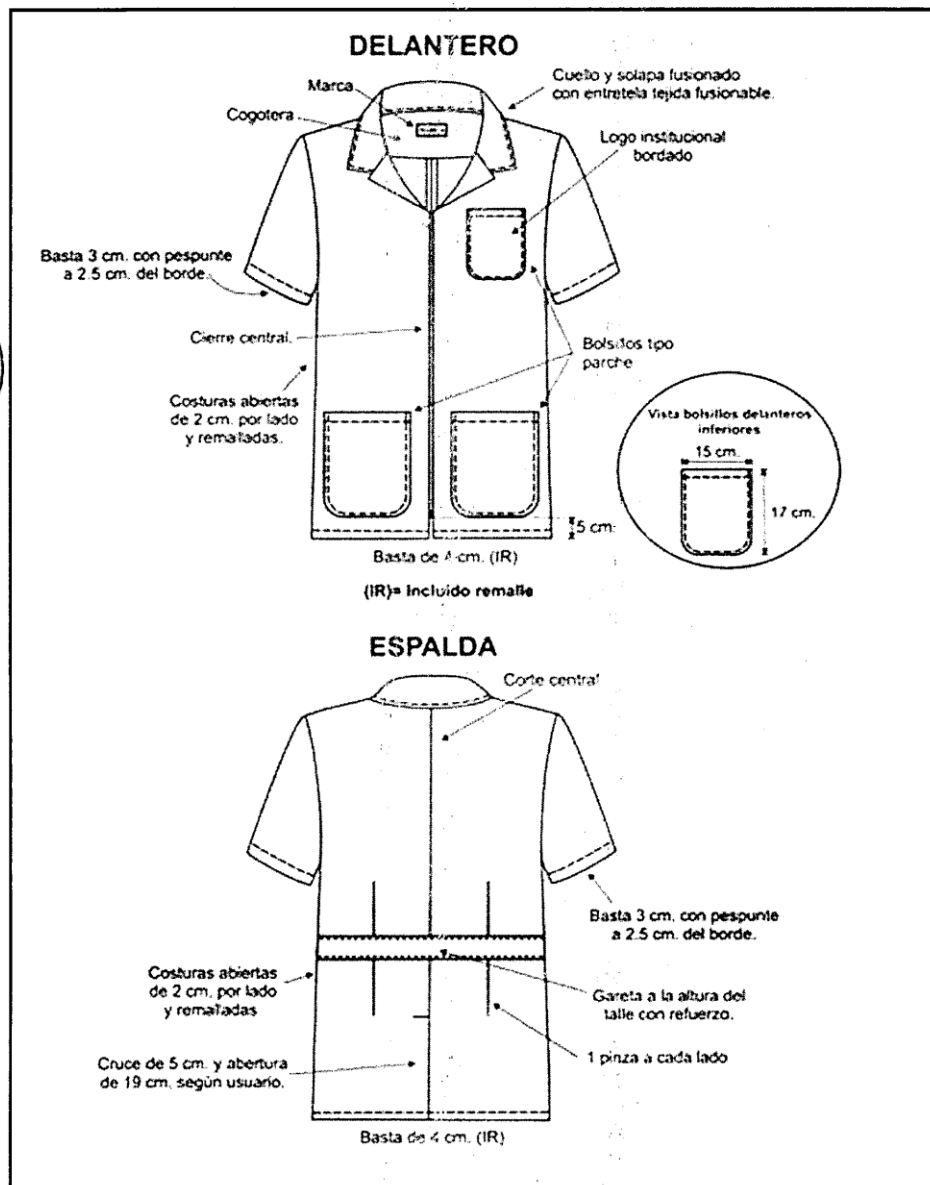 DELANTERO
Marca
Cogotera
Cuello y solapa fusionado
con entretela tejida fusionable.
Logo institucional
bordado
Basta 3 cm. con pespunte
a 2.5 cm. del borde.
Cierre central.
Bolsillos tipo
parche
Costuras abiertas
de 2 cm. por lado
y remalladas.
Vista bolsillos delanteros
inferiores
15 cm.
17 cm.
5 cm.
Basta de 4 cm. (IR)
(IR)= Incluido remalle
ESPALDA
Corte central
Basta 3 cm. con pespunte
a 2.5 cm. del borde.
Costuras abiertas
de 2 cm. por lado
y remalladas
Gareta a la altura del
talle con refuerzo.
1 pinza a cada lado
Cruce de 5 cm. y abertura
de 19 cm. según usuario.
Basta de 4 cm. (IR)